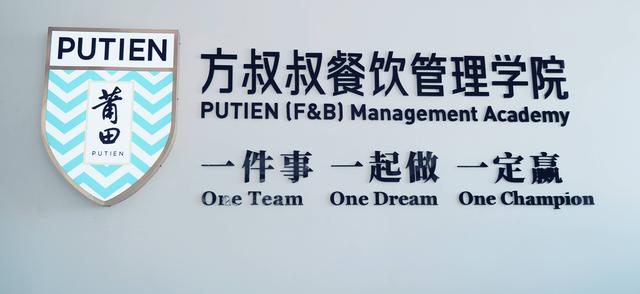 PUTIEN
莆田
PUTIEN
方叔叔餐饮管理学院
PUTIEN (F&B) Management Academy
一件事 一起做 一定赢
One Team One Dream One Champion